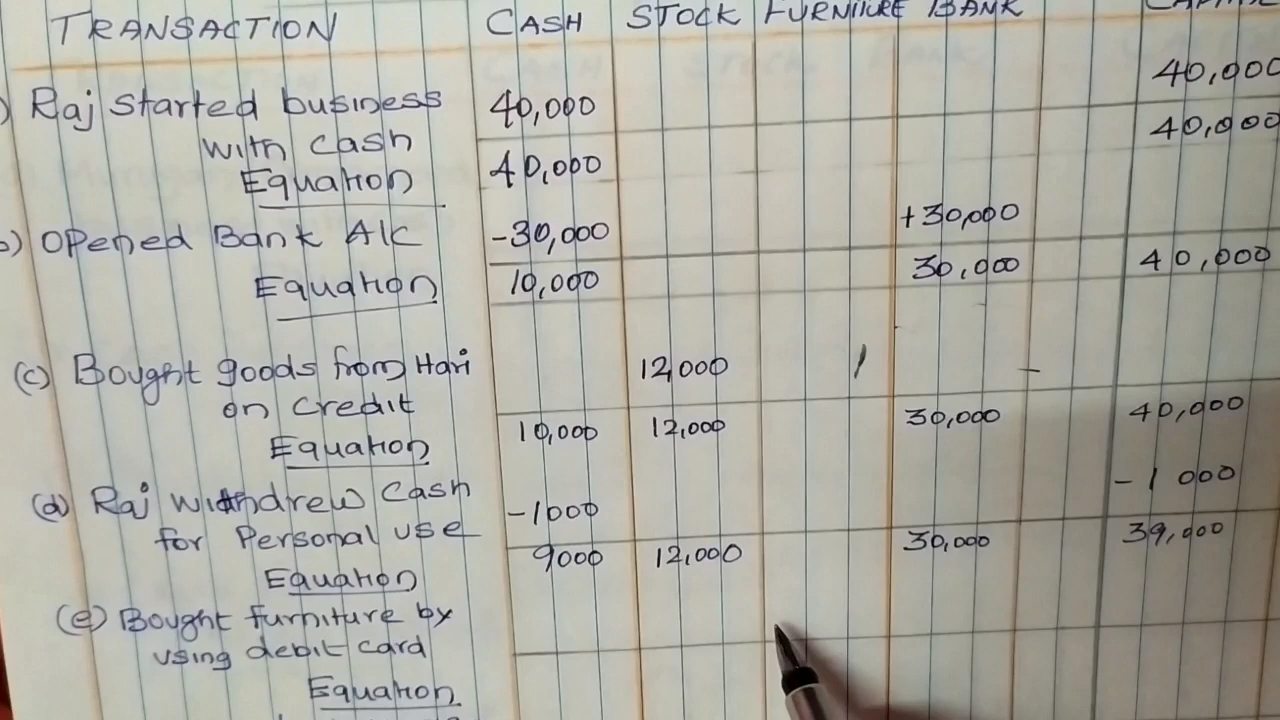 TRANSACTION CASH STOCK FURNITURE BANK
40,000
) Raj started business 40,000
with cash 40,000
Equation 40,000
b) Opened Bank A/c -30,000 +30,000
Equation 10,000 30,000 40,000
(c) Bought goods from Hari 12,000
on credit
Equation 10,000 12,000 30,000 40,000
(d) Raj withdrew cash -1000 -1 000
for Personal use
Equation 9000 12,000 30,000 39,000
(e) Bought furniture by
using debit card
Equation